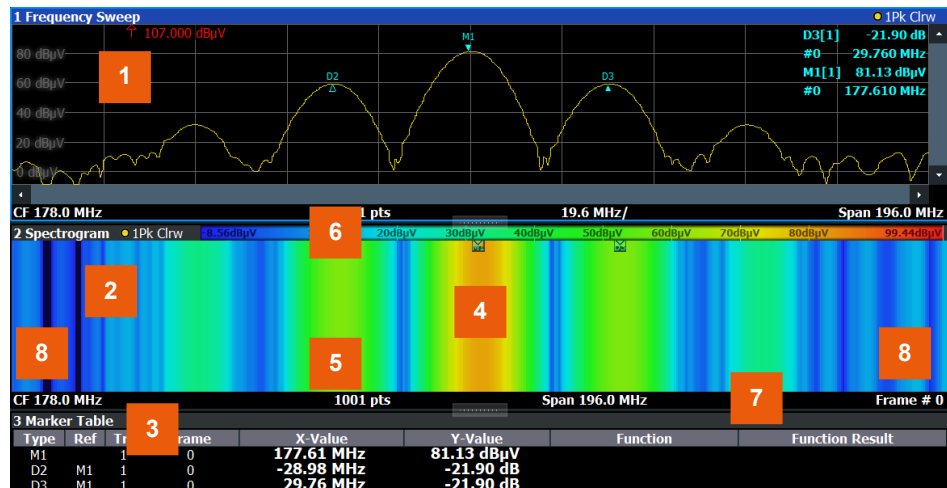 1 Frequency Sweep
1Pk Clrw
107.000 dBµV
M1
D3[1] -21.90 dB
#0 29.760 MHz
M1[1] 81.13 dBµV
#0 177.610 MHz
80 dBµV
1
60 dBµV
D2
D3
40 dBµV
20 dBµV
0 dBµV
CF 178.0 MHz 1 pts 19.6 MHz/ Span 196.0 MHz
2 Spectrogram 1Pk Clrw -8.56dBµV 6 20dBµV 30dBµV 40dBµV 50dBµV 60dBµV 70dBµV 80dBµV 99.44dBµV
M1 D3
2
4
8
5
8
CF 178.0 MHz 1001 pts Span 196.0 MHz 7 Frame # 0
3 Marker Table
3
Type Ref X-Value Y-Value Function Function Result
M1 1 0 177.61 MHz 81.13 dBµV
D2 M1 1 0 -28.98 MHz -21.90 dB
D3 M1 1 0 29.76 MHz -21.90 dB